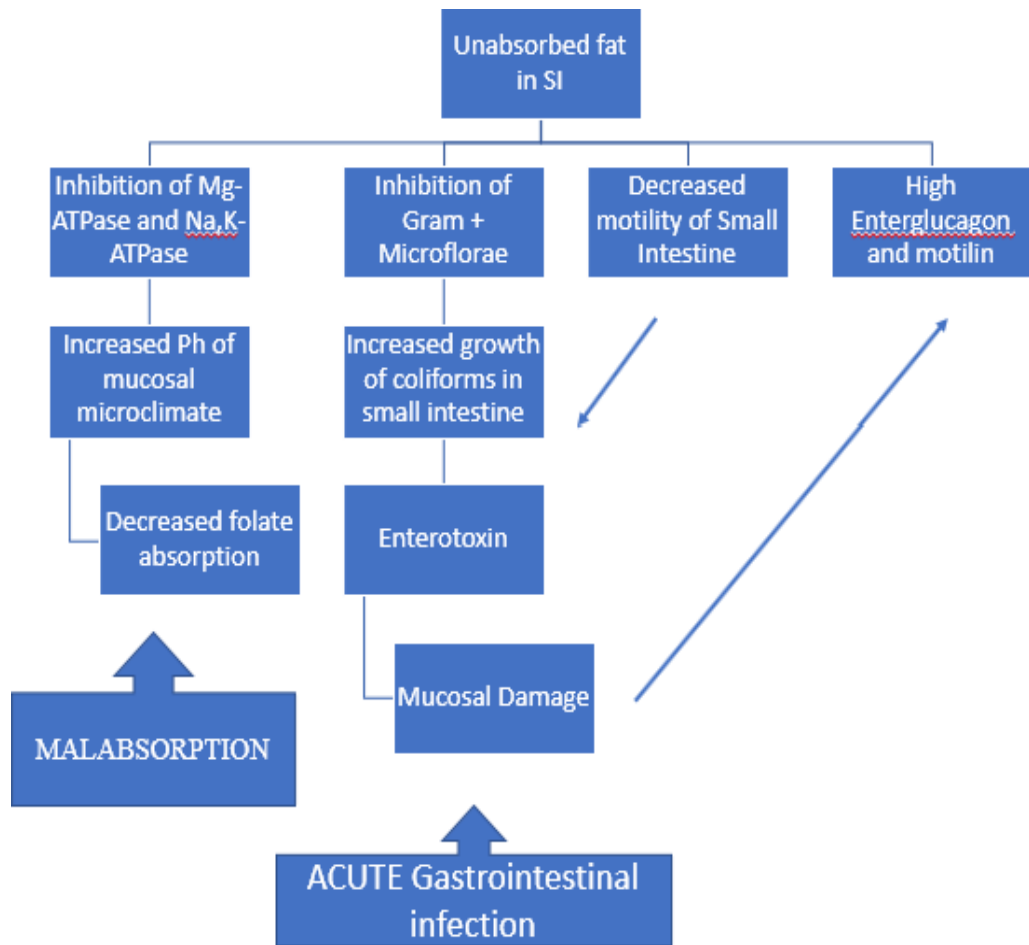 Unabsorbed fat
in SI
Inhibition of Mg-
ATPase and Na,K-
ATPase
Inhibition of
Gram +
Microflorae
Decreased
motility of Small
Intestine
High
Enterglucagon
and motilin
Increased Ph of
mucosal
microclimate
Increased growth
of coliforms in
small intestine
Decreased folate
absorption
Enterotoxin
Mucosal Damage
MALABSORPTION
ACUTE Gastrointestinal
infection